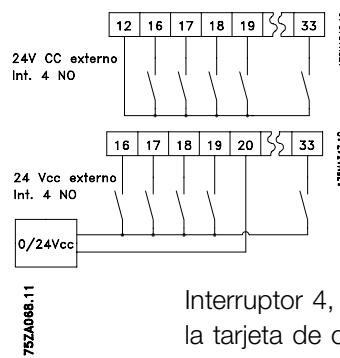 12 16 17 18 19 33
24V CC externo
Int. 4 NO
16 17 18 19 20 33
24 Vcc externo
Int. 4 NO
0/24Vcc
75ZA068.11
Interruptor 4,
la tarjeta de